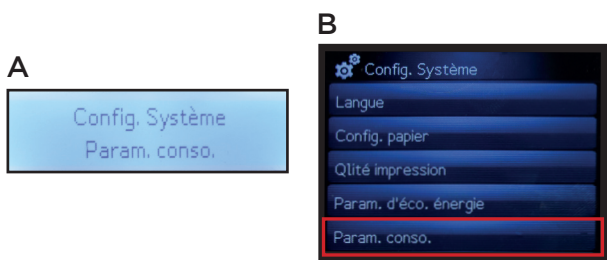 A
Config. Système
Param. conso.
B
Config. Système
Langue
Config. papier
Qlité impression
Param. d'éco. énergie
Param. conso.